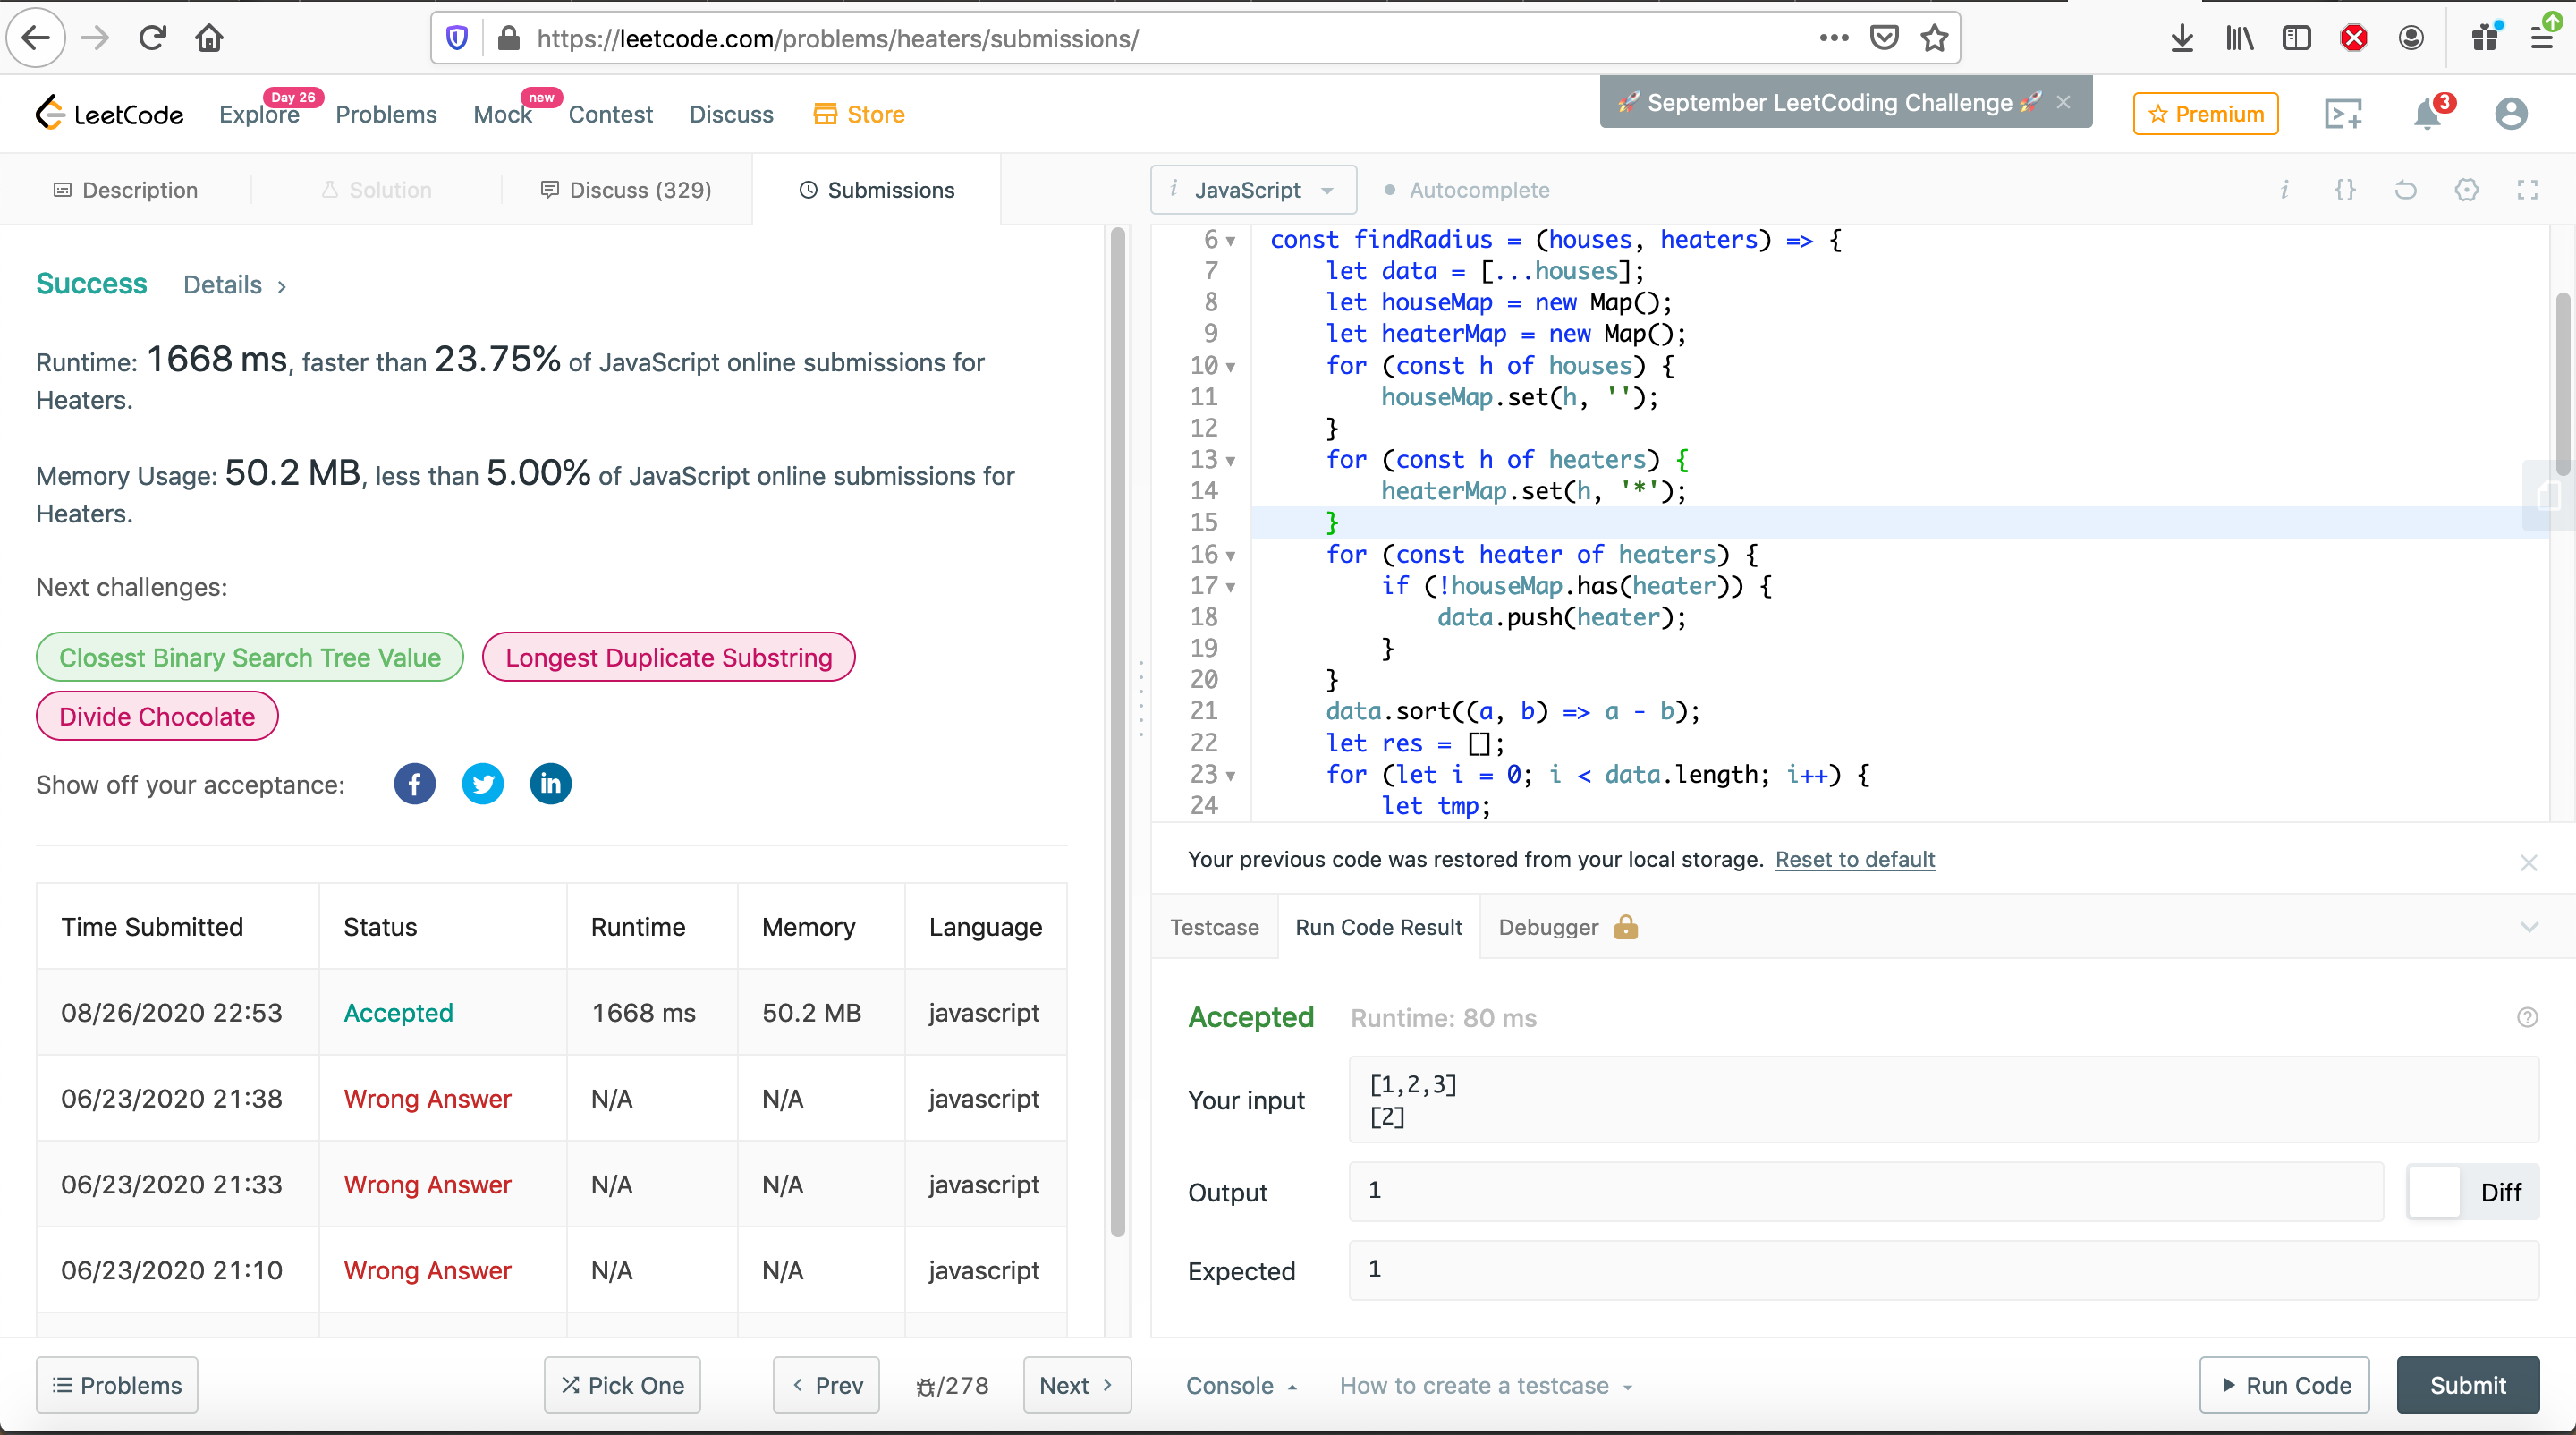 https://leetcode.com/problems/heaters/submissions/
LeetCode
Explore
Day 26
Problems
Mock
new
Contest
Discuss
Store
🚀 September LeetCoding Challenge 🚀
Premium
3
Description
Solution
Discuss (329)
Submissions
Success
Details
Runtime: 1668 ms, faster than 23.75% of JavaScript online submissions for
Heaters.
Memory Usage: 50.2 MB, less than 5.00% of JavaScript online submissions for
Heaters.
Next challenges:
Closest Binary Search Tree Value
Longest Duplicate Substring
Divide Chocolate
Show off your acceptance:
Time Submitted Status Runtime Memory Language
08/26/2020 22:53 Accepted 1668 ms 50.2 MB javascript
06/23/2020 21:38 Wrong Answer N/A N/A javascript
06/23/2020 21:33 Wrong Answer N/A N/A javascript
06/23/2020 21:10 Wrong Answer N/A N/A javascript
Problems
Pick One
Prev
/278
Next
i JavaScript
Autocomplete
i {}
6 const findRadius = (houses, heaters) => {
7 let data = [...houses];
8 let houseMap = new Map();
9 let heaterMap = new Map();
10 for (const h of houses) {
11 houseMap.set(h, '');
12 }
13 for (const h of heaters) {
14 heaterMap.set(h, '*');
15 }
16 for (const heater of heaters) {
17 if (!houseMap.has(heater)) {
18 data.push(heater);
19 }
20 }
21 data.sort((a, b) => a - b);
22 let res = [];
23 for (let i = 0; i < data.length; i++) {
24 let tmp;
Your previous code was restored from your local storage. Reset to default
Testcase
Run Code Result
Debugger
Accepted
Runtime: 80 ms
Your input
[1,2,3]
[2]
Output
1
Diff
Expected
1
Console
How to create a testcase
Run Code
Submit